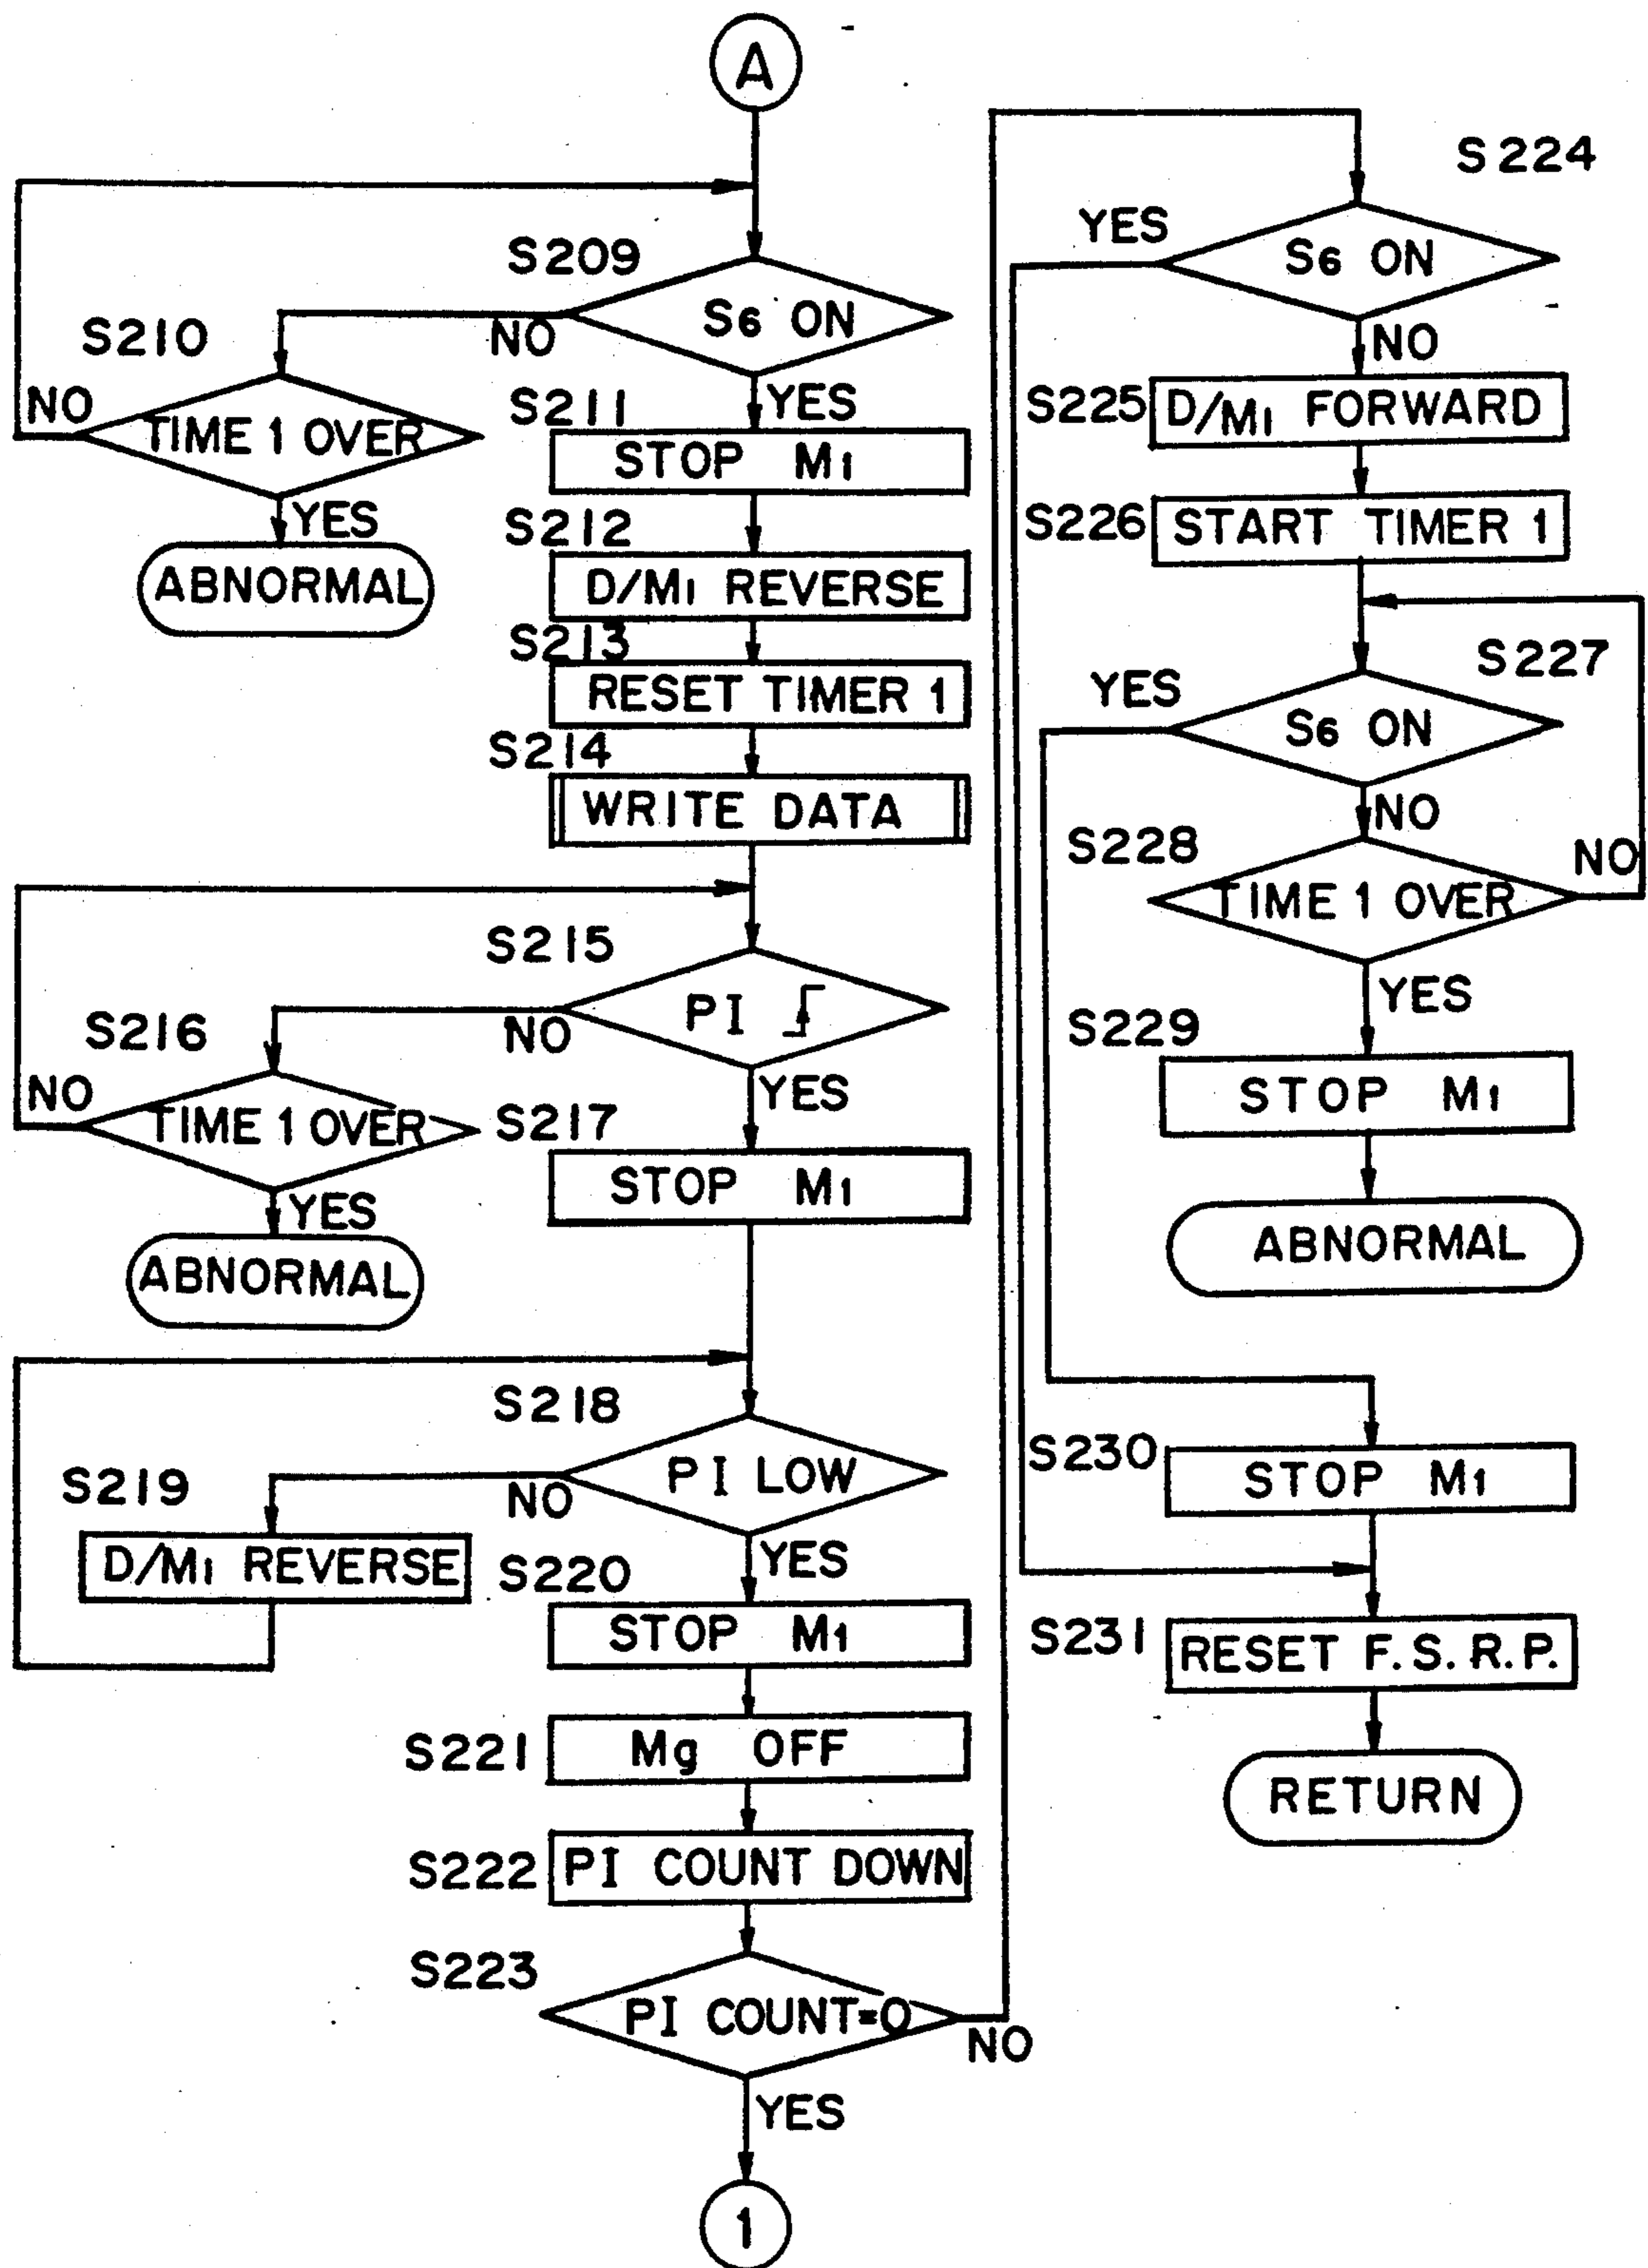 A
S209
S6 ON
NO
YES
S210
TIME 1 OVER
NO
YES
ABNORMAL
S211
STOP M1
S212
D/M1 REVERSE
S213
RESET TIMER 1
S214
WRITE DATA
S215
PI
NO
YES
S216
TIME 1 OVER
NO
YES
ABNORMAL
S217
STOP M1
S218
PI LOW
NO
YES
S219
D/M1 REVERSE
S220
STOP M1
S221
Mg OFF
S222
PI COUNT DOWN
S223
PI COUNT=0
NO
YES
1
S224
S6 ON
YES
NO
S225
D/M1 FORWARD
S226
START TIMER 1
S227
S6 ON
YES
NO
S228
TIME 1 OVER
NO
YES
S229
STOP M1
ABNORMAL
S230
STOP M1
S231
RESET F.S.R.P.
RETURN